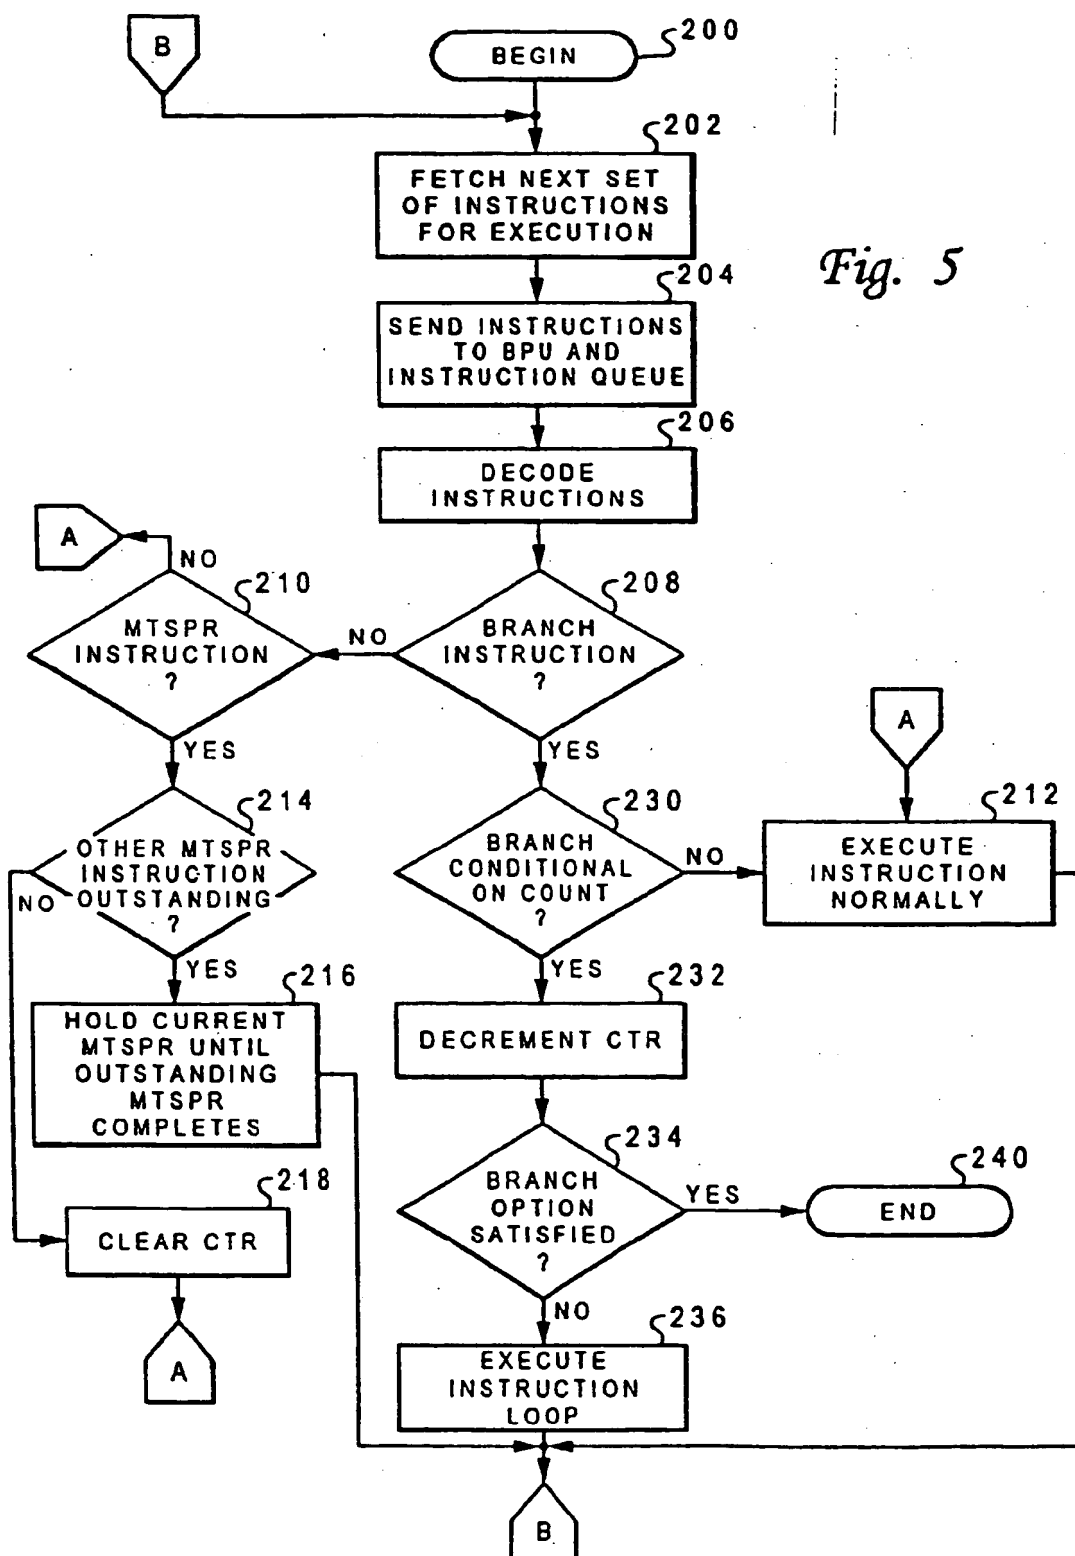 B
BEGIN
200
202
FETCH NEXT SET
OF INSTRUCTIONS
FOR EXECUTION
Fig. 5
204
SEND INSTRUCTIONS
TO BPU AND
INSTRUCTION QUEUE
206
DECODE
INSTRUCTIONS
A
NO
210
208
MTSPR
INSTRUCTION
?
NO
BRANCH
INSTRUCTION
?
YES
YES
A
214
230
212
OTHER MTSPR
INSTRUCTION
OUTSTANDING
?
NO
BRANCH
CONDITIONAL
ON COUNT
?
NO
EXECUTE
INSTRUCTION
NORMALLY
YES
YES
216
232
HOLD CURRENT
MTSPR UNTIL
OUTSTANDING
MTSPR
COMPLETES
DECREMENT CTR
234
218
240
CLEAR CTR
BRANCH
OPTION
SATISFIED
?
YES
END
NO
236
A
EXECUTE
INSTRUCTION
LOOP
B